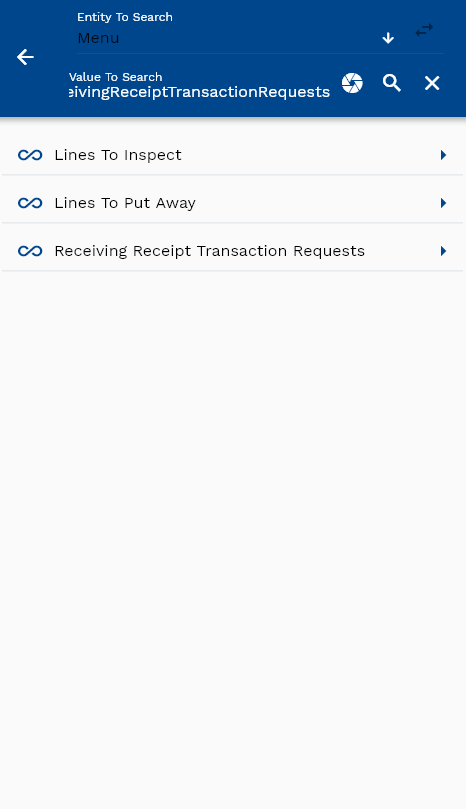 Entity To Search
Menu
Value To Search
eivingReceiptTransactionRequests
Lines To Inspect
Lines To Put Away
Receiving Receipt Transaction Requests